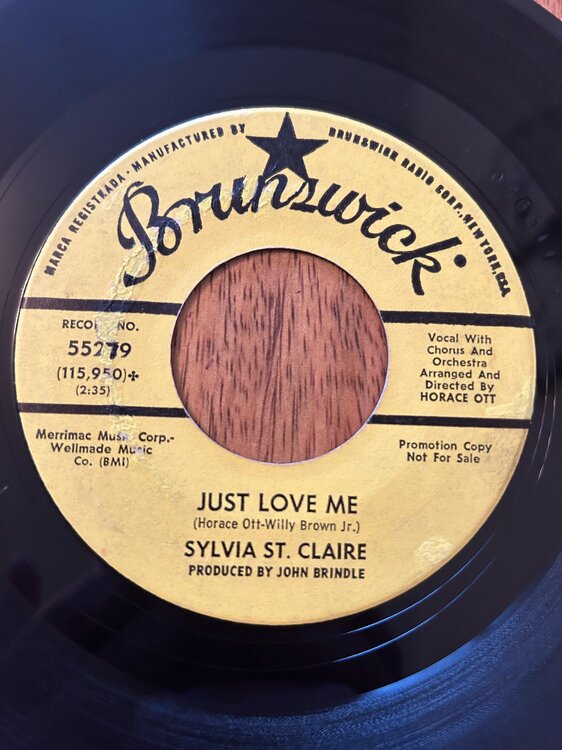 MARCA REGISTRADA · MANUFACTURED BY BRUNSWICK RADIO CORP., NEW YORK, USA
Brunswick
RECORD NO.
55279
(115,950)✢
(2:35)
Vocal With
Chorus And
Orchestra
Arranged And
Directed By
HORACE OTT
Merrimac Music Corp.-
Wellmade Music
Co. (BMI)
Promotion Copy
Not For Sale
JUST LOVE ME
(Horace Ott-Willy Brown Jr.)
SYLVIA ST. CLAIRE
PRODUCED BY JOHN BRINDLE